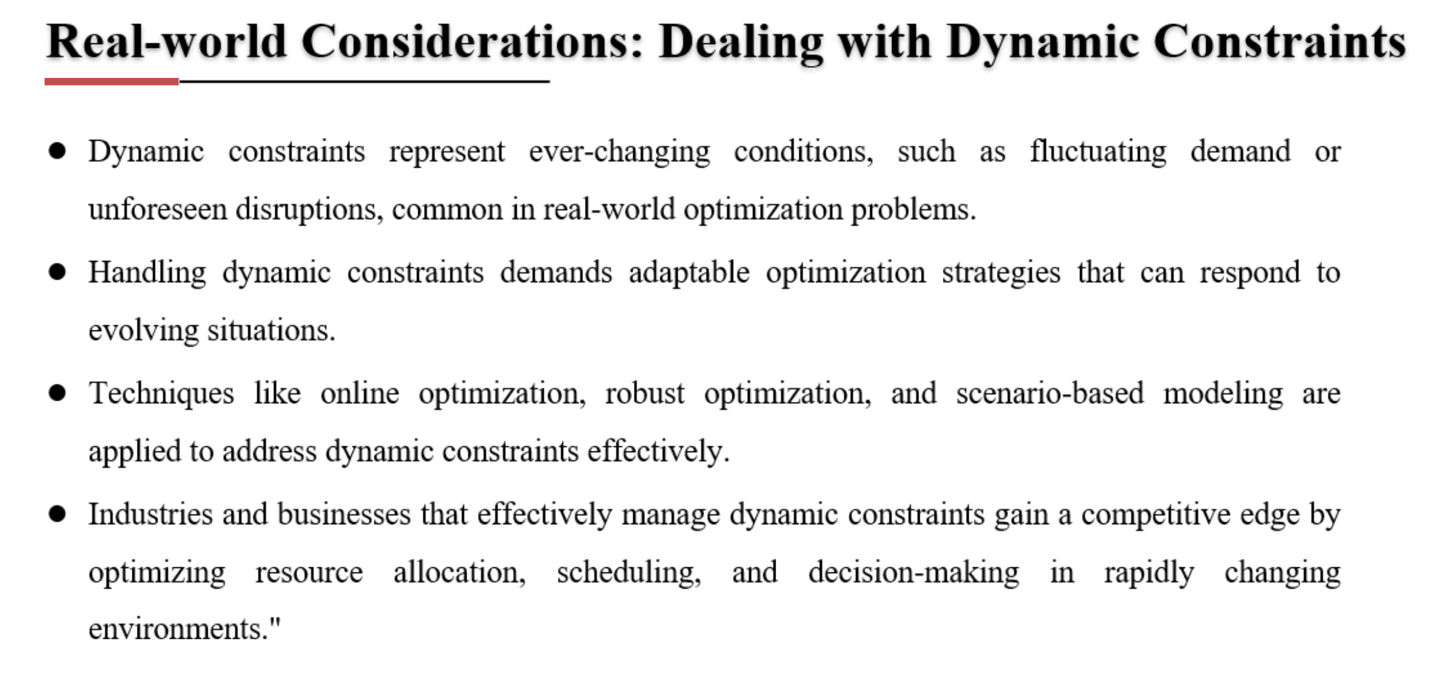 Real-world Considerations: Dealing with Dynamic Constraints
● Dynamic constraints represent ever-changing conditions, such as fluctuating demand or
unforeseen disruptions, common in real-world optimization problems.
● Handling dynamic constraints demands adaptable optimization strategies that can respond to
evolving situations.
● Techniques like online optimization, robust optimization, and scenario-based modeling are
applied to address dynamic constraints effectively.
● Industries and businesses that effectively manage dynamic constraints gain a competitive edge by
optimizing resource allocation, scheduling, and decision-making in rapidly changing
environments."